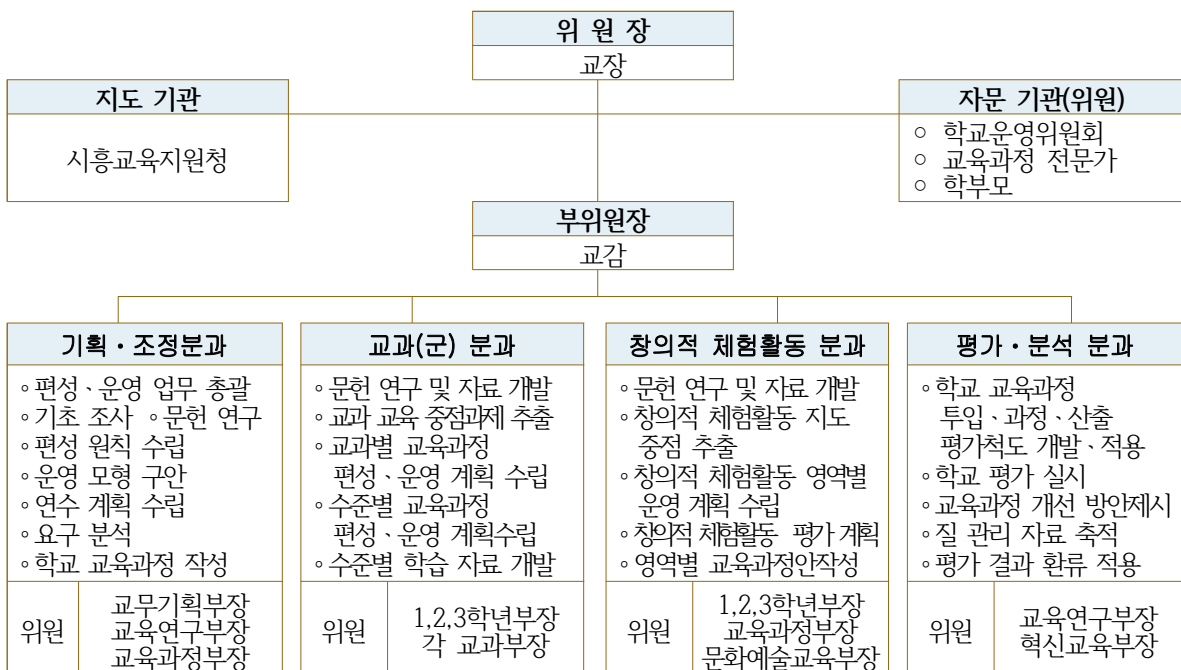 위 원 장
교장
지도 기관
시흥교육지원청
자문 기관(위원)
○ 학교운영위원회
○ 교육과정 전문가
○ 학부모
부위원장
교감
기획・조정분과
◦편성、운영 업무 총괄
◦기초 조사 ◦문헌 연구
◦편성 원칙 수립
◦운영 모형 구안
◦연수 계획 수립
◦요구 분석
◦학교 교육과정 작성
위원
교무기획부장
교육연구부장
교육과정부장
교과(군) 분과
◦문헌 연구 및 자료 개발
◦교과 교육 중점과제 추출
◦교과별 교육과정
편성、운영 계획 수립
◦수준별 교육과정
편성、운영 계획수립
◦수준별 학습 자료 개발
위원
1,2,3학년부장
각 교과부장
창의적 체험활동 분과
◦문헌 연구 및 자료 개발
◦창의적 체험활동 지도
중점 추출
◦창의적 체험활동 영역별
운영 계획 수립
◦창의적 체험활동 평가 계획
◦영역별 교육과정안작성
위원
1,2,3학년부장
교육과정부장
문화예술교육부장
평가・분석 분과
◦학교 교육과정
투입、과정、산출
평가척도 개발、적용
◦학교 평가 실시
◦교육과정 개선 방안제시
◦질 관리 자료 축적
◦평가 결과 환류 적용
위원
교육연구부장
혁신교육부장